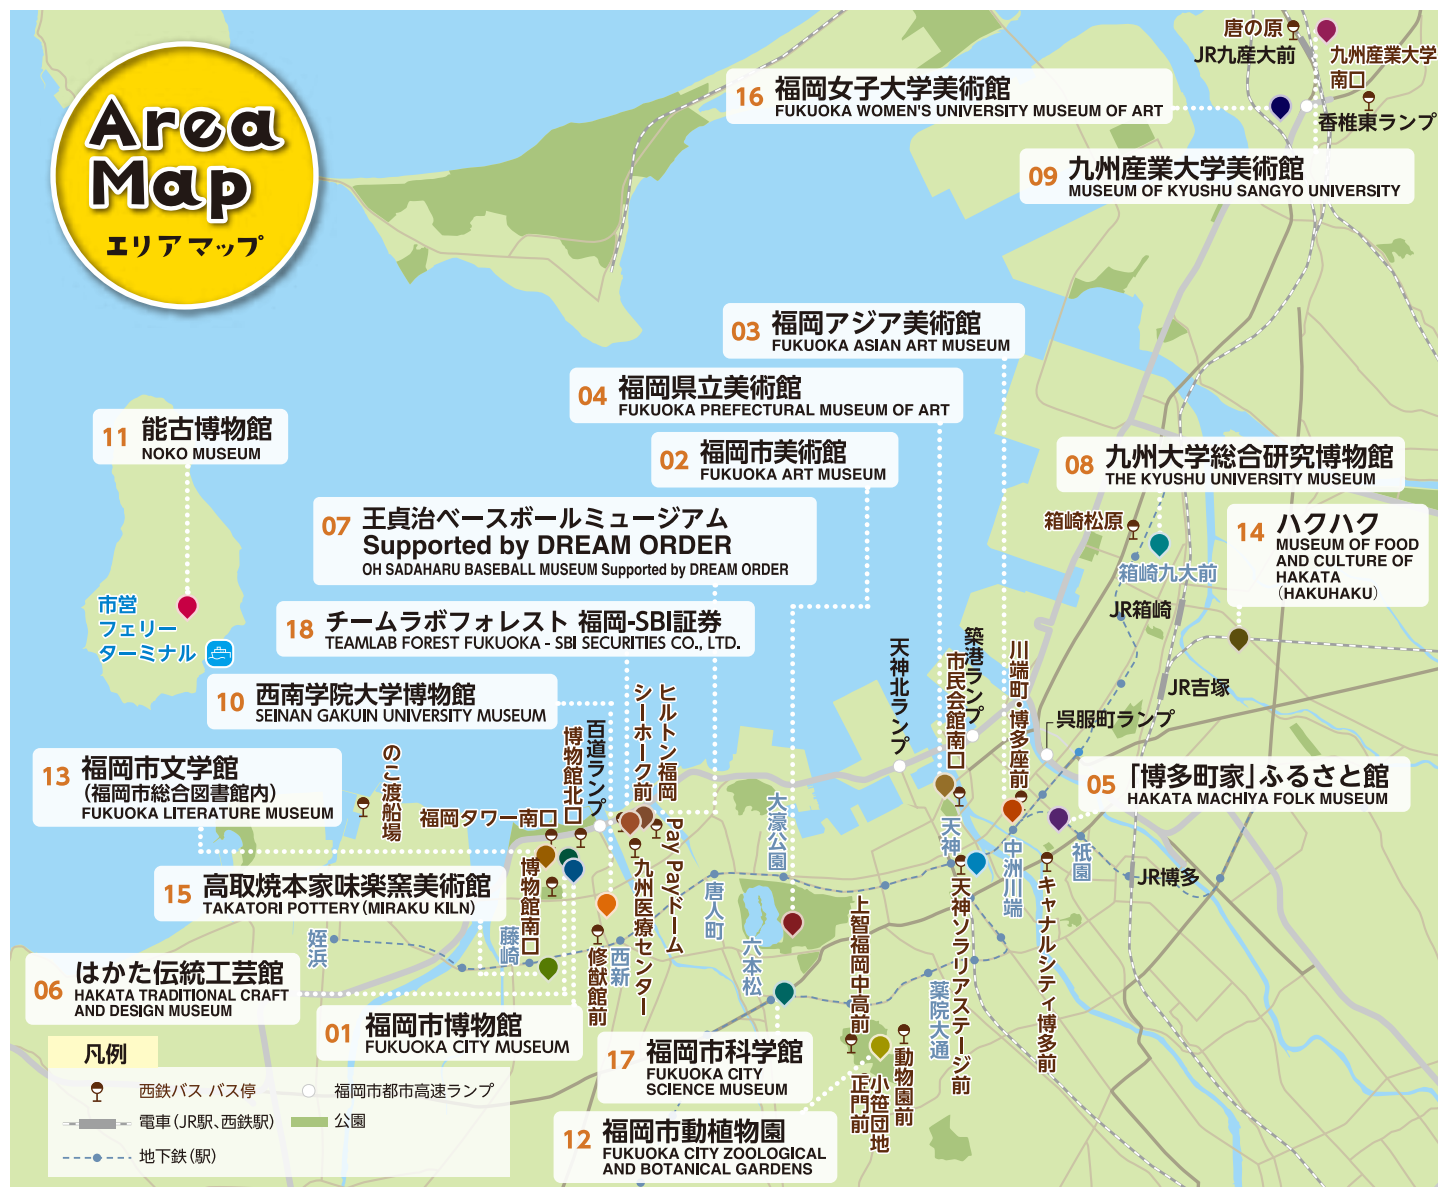 Area
Map
エリアマップ
唐の原
JR九産大前
九州産業大学
南口
香椎東ランプ
16 福岡女子大学美術館
FUKUOKA WOMEN'S UNIVERSITY MUSEUM OF ART
09 九州産業大学美術館
MUSEUM OF KYUSHU SANGYO UNIVERSITY
03 福岡アジア美術館
FUKUOKA ASIAN ART MUSEUM
04 福岡県立美術館
FUKUOKA PREFECTURAL MUSEUM OF ART
02 福岡市美術館
FUKUOKA ART MUSEUM
11 能古博物館
NOKO MUSEUM
08 九州大学総合研究博物館
THE KYUSHU UNIVERSITY MUSEUM
07 王貞治ベースボールミュージアム
Supported by DREAM ORDER
OH SADAHARU BASEBALL MUSEUM Supported by DREAM ORDER
14 ハクハク
MUSEUM OF FOOD
AND CULTURE OF
HAKATA
(HAKUHAKU)
箱崎松原
箱崎九大前
JR箱崎
JR吉塚
市営
フェリー
ターミナル
18 チームラボフォレスト 福岡-SBI証券
TEAMLAB FOREST FUKUOKA - SBI SECURITIES CO., LTD.
10 西南学院大学博物館
SEINAN GAKUIN UNIVERSITY MUSEUM
13 福岡市文学館
（福岡市総合図書館内）
FUKUOKA LITERATURE MUSEUM
のこ渡船場
福岡タワー南口
博物館北口
百道ランプ
ヒルトン福岡
シーホーク前
天神北ランプ
市民会館南口
築港ランプ
川端町・博多座前
呉服町ランプ
05 「博多町家」ふるさと館
HAKATA MACHIYA FOLK MUSEUM
15 高取焼本家味楽窯美術館
TAKATORI POTTERY (MIRAKU KILN)
博物館南口
九州医療センター
Pay Payドーム
唐人町
大濠公園
天神
中洲川端
祇園
JR博多
姪浜
藤崎
修猷館前
西新
六本松
上智福岡中高前
薬院大通
天神ソラリアステージ前
キャナルシティ博多前
06 はかた伝統工芸館
HAKATA TRADITIONAL CRAFT
AND DESIGN MUSEUM
01 福岡市博物館
FUKUOKA CITY MUSEUM
17 福岡市科学館
FUKUOKA CITY
SCIENCE MUSEUM
動物園前
小笹団地
正門前
12 福岡市動植物園
FUKUOKA CITY ZOOLOGICAL
AND BOTANICAL GARDENS
凡例
西鉄バス バス停
福岡市都市高速ランプ
電車（JR駅、西鉄駅）
公園
地下鉄（駅）